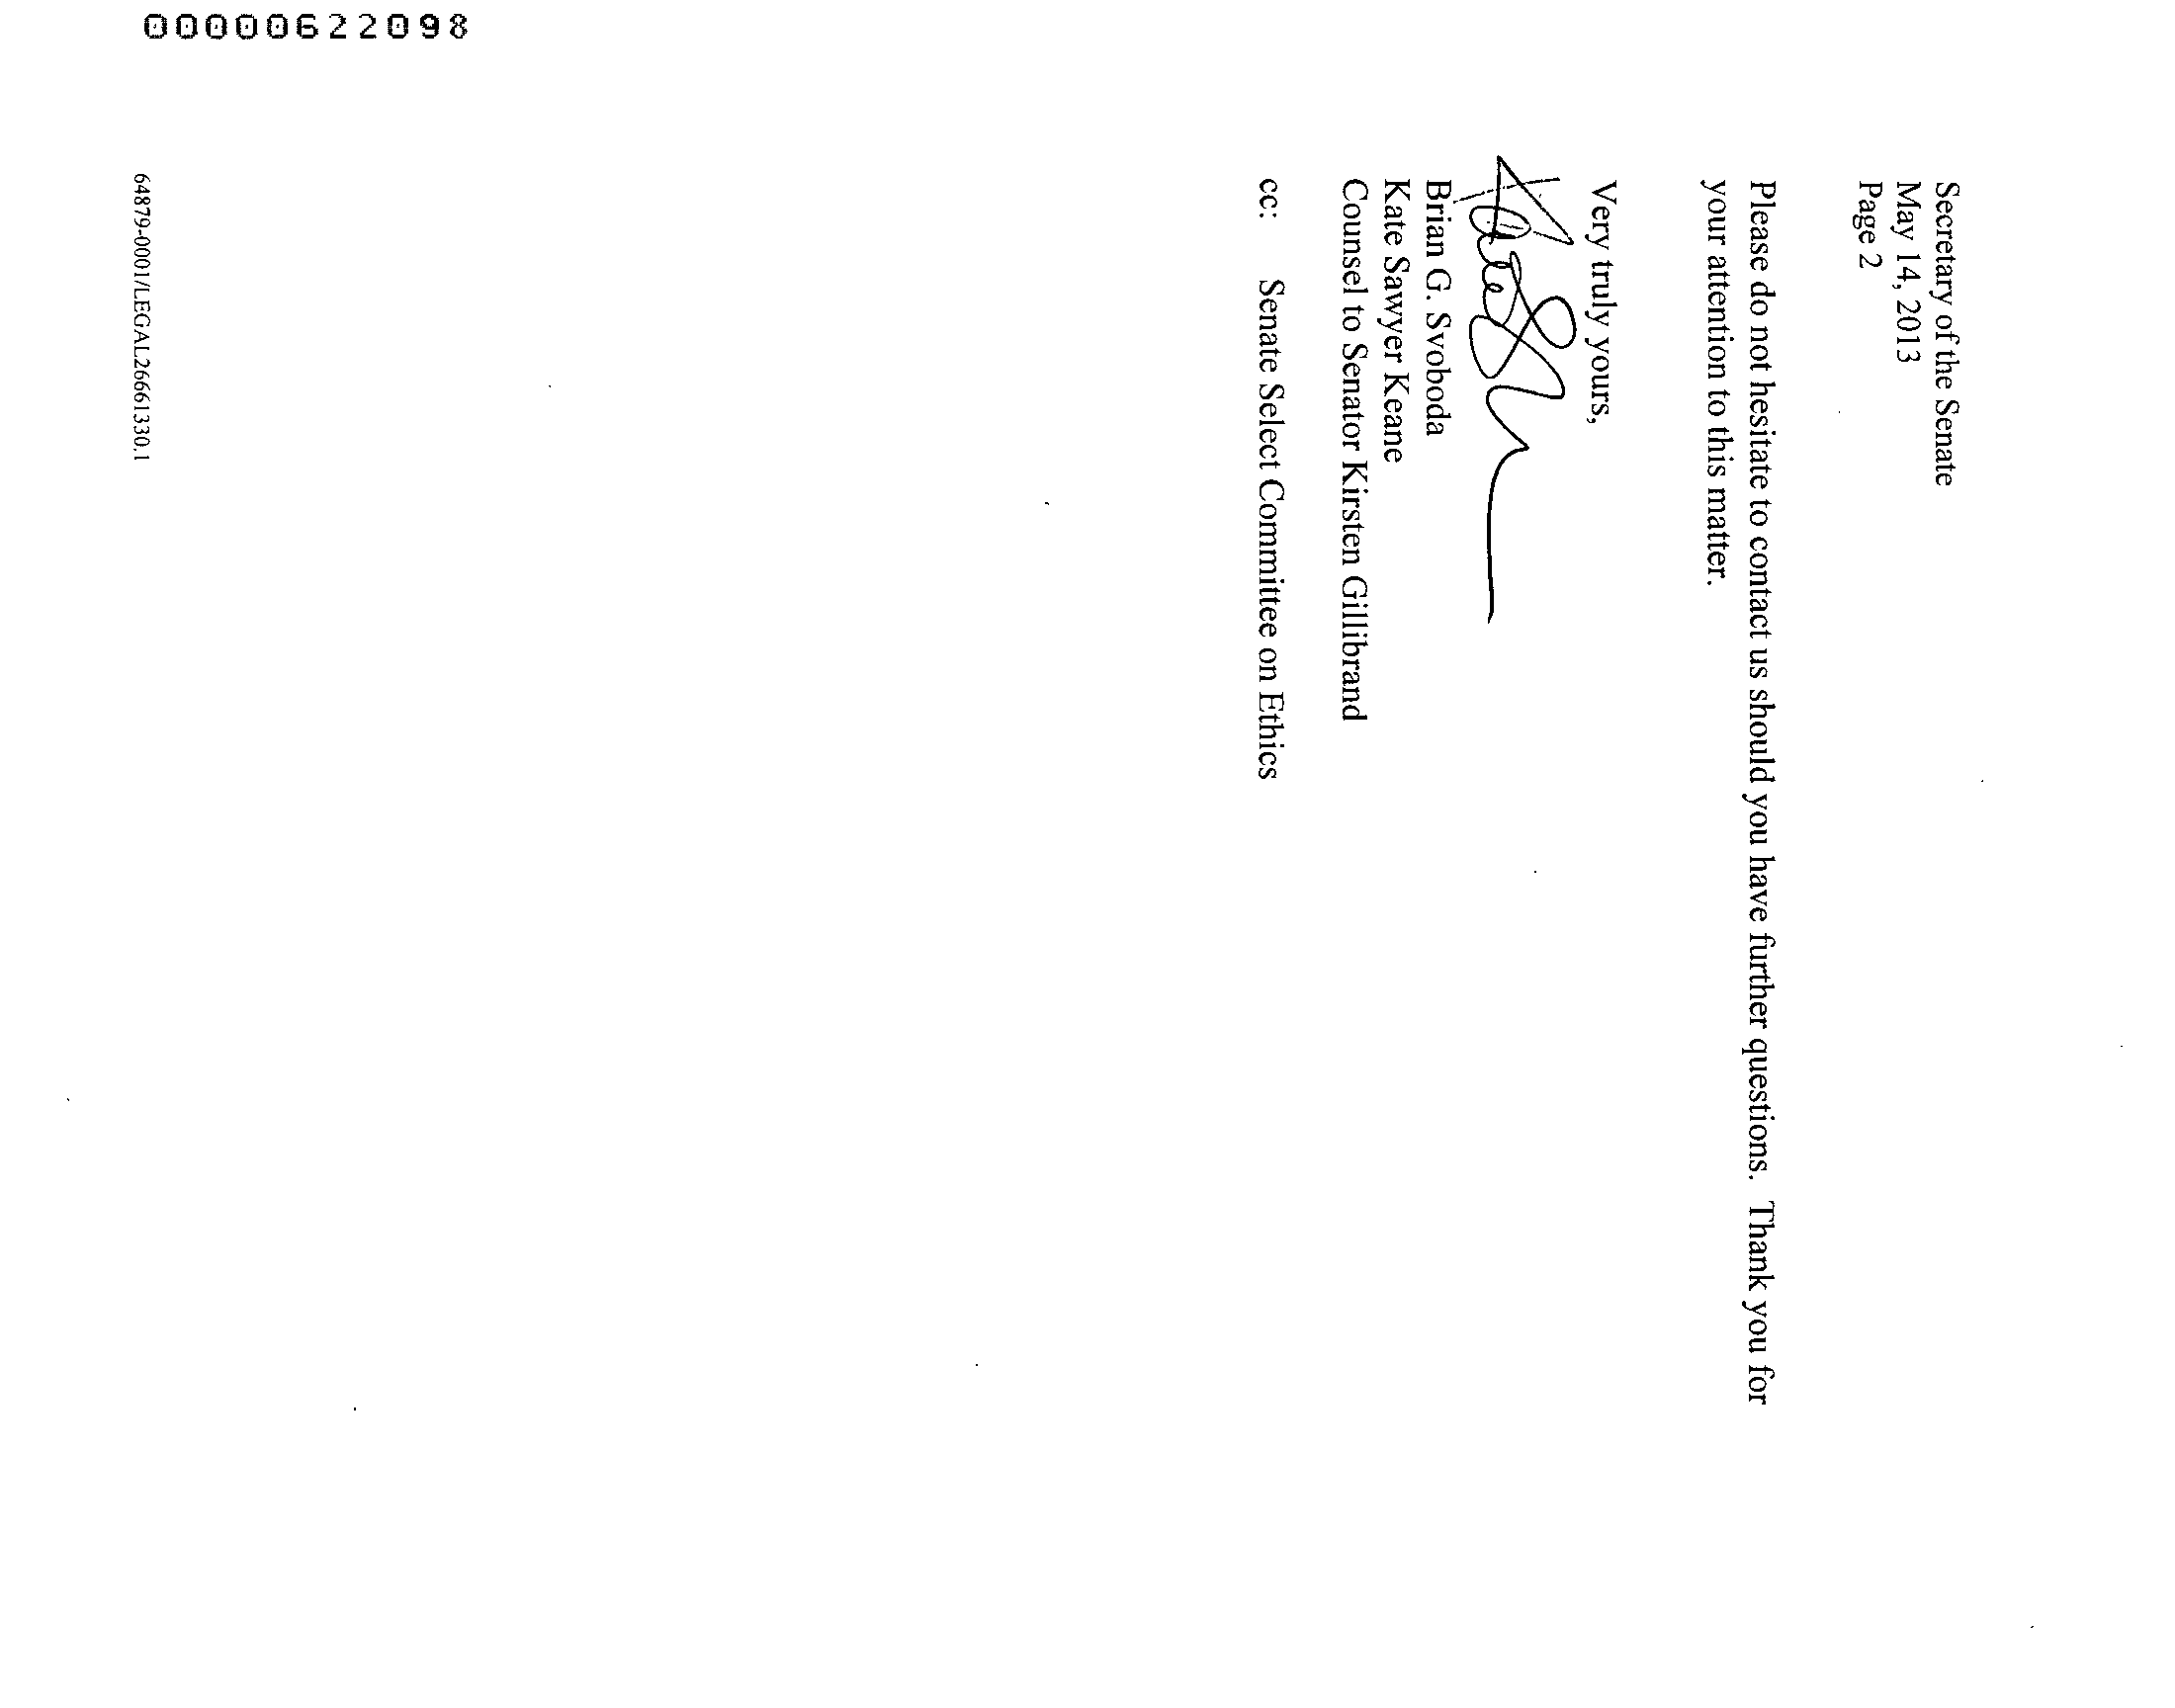 00000622098
Secretary of the Senate
May 14, 2013
Page 2
Please do not hesitate to contact us should you have further questions.  Thank you for
your attention to this matter.
Very truly yours,
Brian G. Svoboda
Kate Sawyer Keane
Counsel to Senator Kirsten Gillibrand
cc: Senate Select Committee on Ethics
64879-0001/LEGAL26661330.1